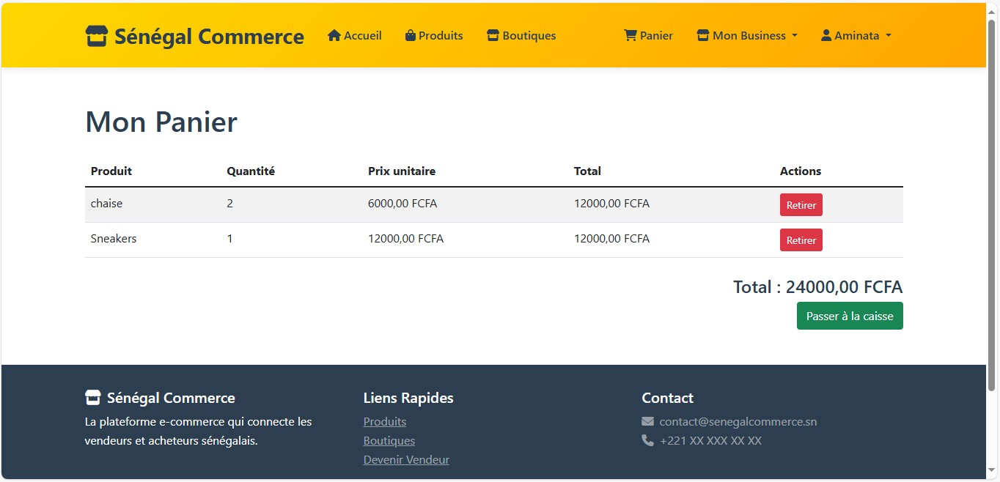 Sénégal Commerce Accueil Produits Boutiques Panier Mon Business Aminata
Mon Panier
Produit Quantité Prix unitaire Total Actions
chaise 2 6000,00 FCFA 12000,00 FCFA Retirer
Sneakers 1 12000,00 FCFA 12000,00 FCFA Retirer
Total : 24000,00 FCFA
Passer à la caisse
Sénégal Commerce
La plateforme e-commerce qui connecte les
vendeurs et acheteurs sénégalais.
Liens Rapides
Produits
Boutiques
Devenir Vendeur
Contact
contact@senegalcommerce.sn
+221 XX XXX XX XX